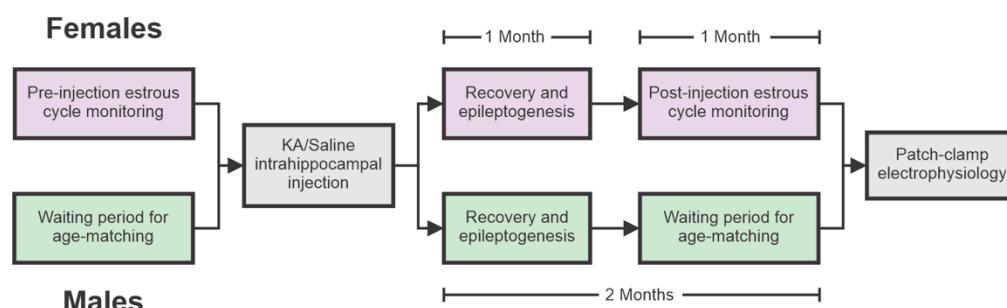 Females
1 Month
1 Month
Pre-injection estrous
cycle monitoring
Recovery and
epileptogenesis
Post-injection estrous
cycle monitoring
KA/Saline
intrahippocampal
injection
Patch-clamp
electrophysiology
Waiting period for
age-matching
Recovery and
epileptogenesis
Waiting period for
age-matching
Males
2 Months